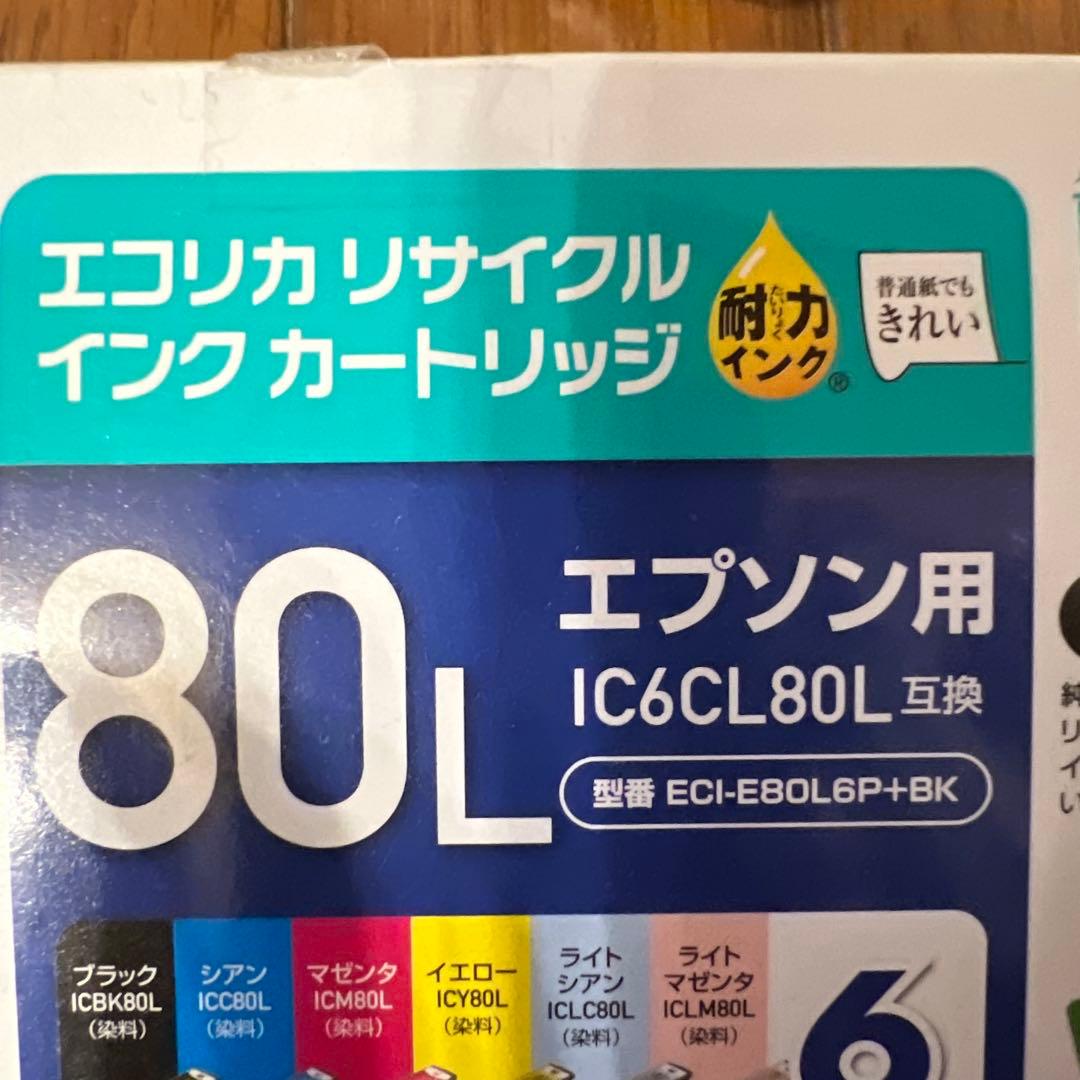 エコリカ リサイクル
インク カートリッジ
耐力
たいりょく
インク
®
普通紙でも
きれい
80L
エプソン用
IC6CL80L 互換
型番 ECI-E80L6P+BK
ブラック
ICBK80L
(染料)
シアン
ICC80L
(染料)
マゼンタ
ICM80L
(染料)
イエロー
ICY80L
(染料)
ライト
シアン
ICLC80L
(染料)
ライト
マゼンタ
ICLM80L
(染料)
6
純
リ
イ
い